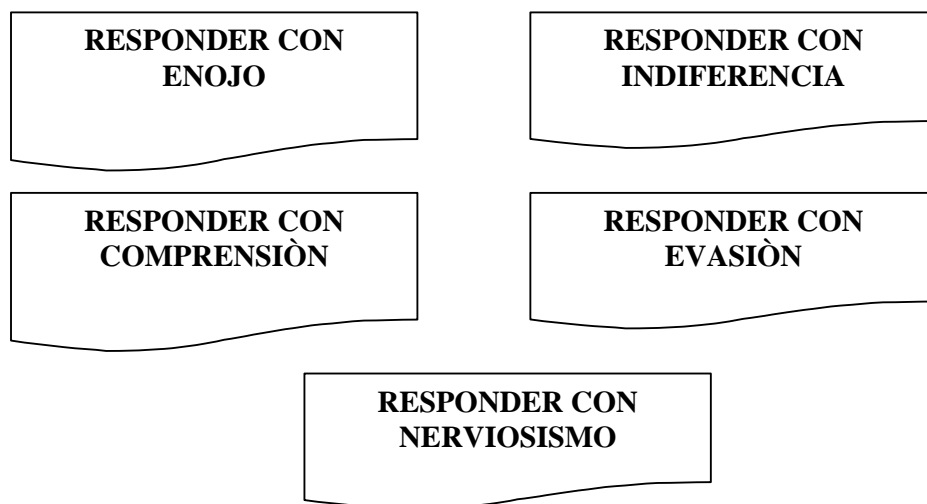 RESPONDER CON
ENOJO
RESPONDER CON
INDIFERENCIA
RESPONDER CON
COMPRENSIÒN
RESPONDER CON
EVASIÒN
RESPONDER CON
NERVIOSISMO